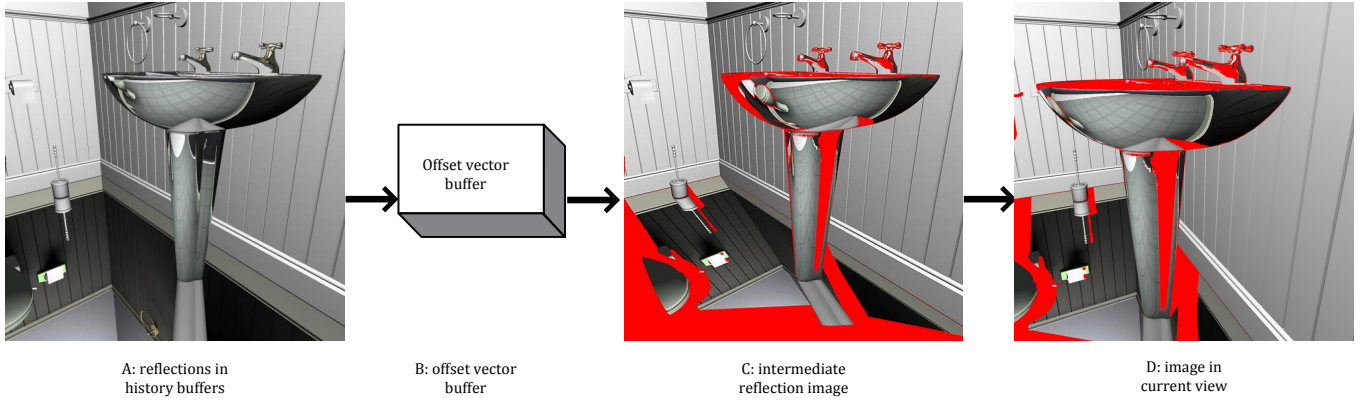 Offset vector
buffer
A: reflections in
history buffers
B: offset vector
buffer
C: intermediate
reflection image
D: image in
current view